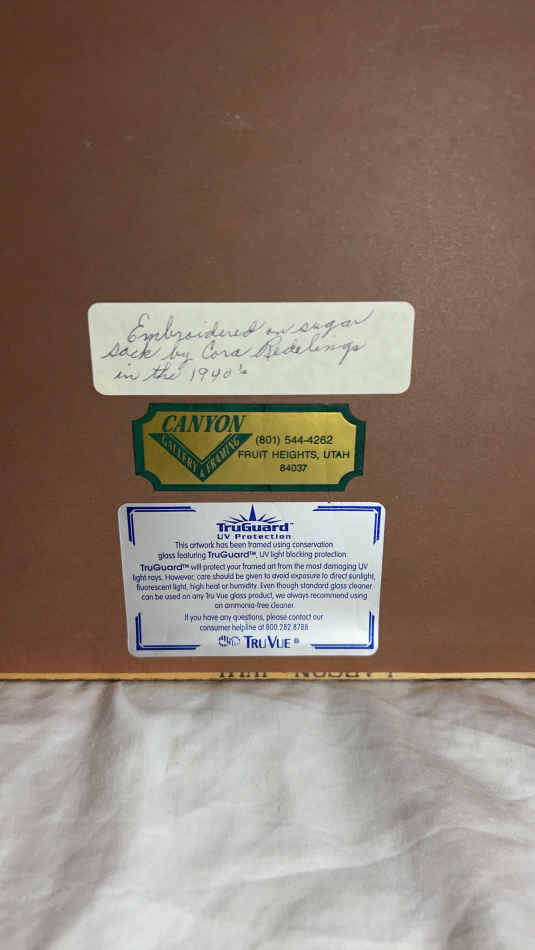 Embroidered on sugar
sack by Cora Redelings
in the 1940's
CANYON
GALLERY & FRAMING
(801) 544-4262
FRUIT HEIGHTS, UTAH
84037
TruGuard™
UV Protection
This artwork has been framed using conservation
glass featuring TruGuard™, UV light blocking protection.
TruGuard™ will protect your framed art from the most damaging UV
light rays. However, care should be given to avoid exposure to direct sunlight,
fluorescent light, high heat or humidity. Even though standard glass cleaner
can be used on any Tru Vue glass product, we always recommend using
an ammonia-free cleaner.
If you have any questions, please contact our
consumer helpline at 800.282.8788.
TRU VUE®